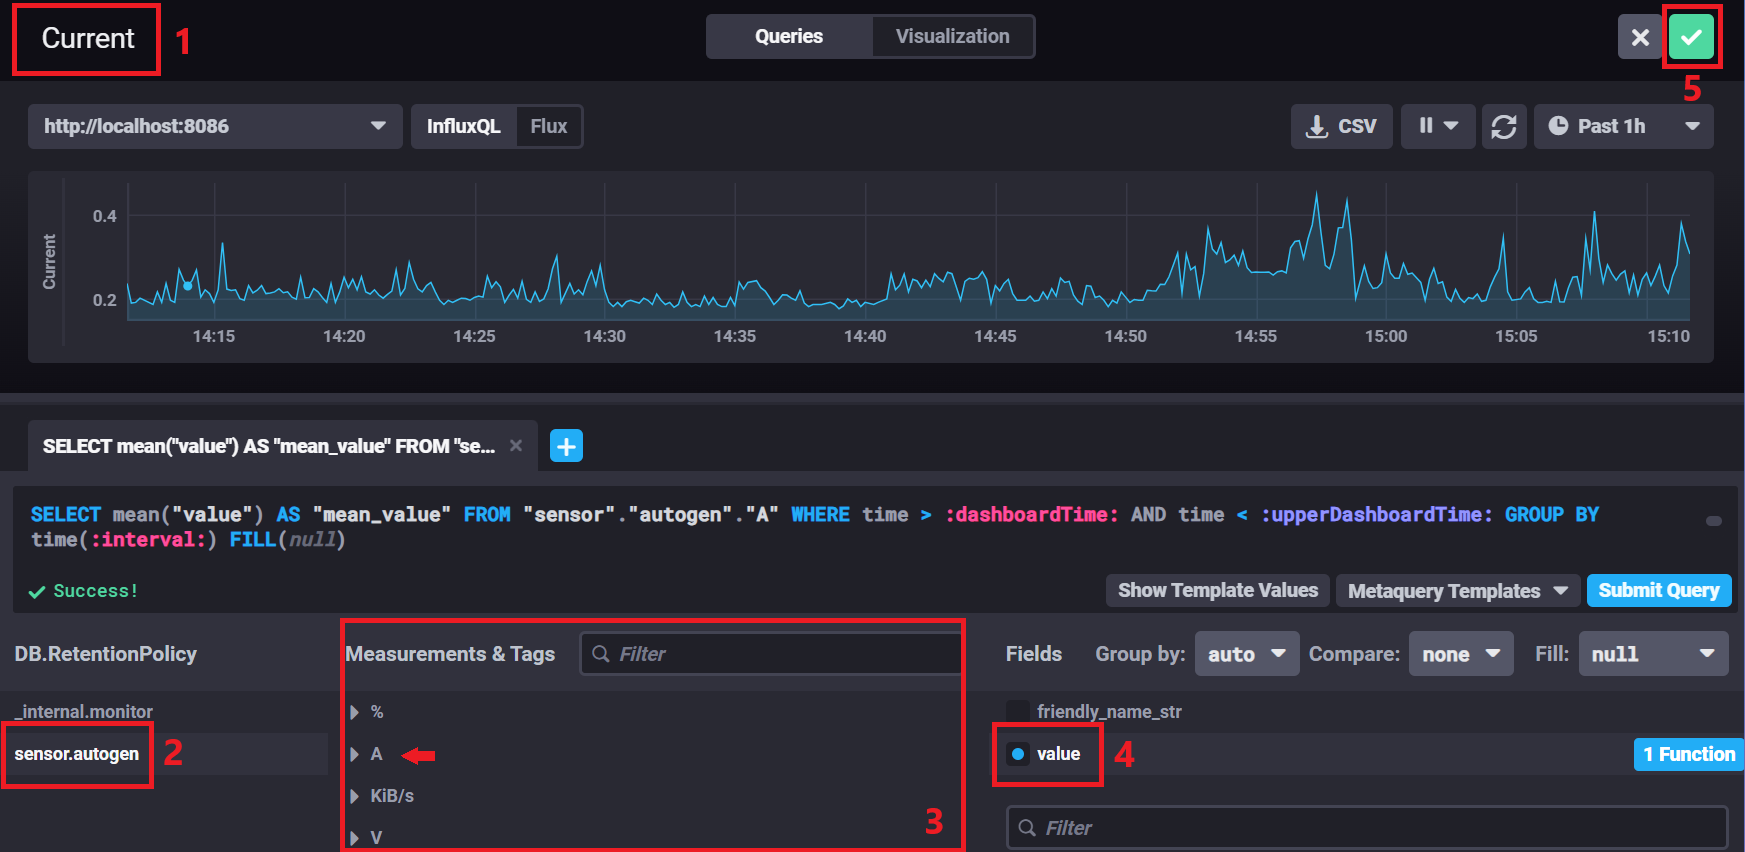 Current 1
Queries Visualization
5
http://localhost:8086 InfluxQL Flux CSV Past 1h
Current
0.4
0.2
14:15 14:20 14:25 14:30 14:35 14:40 14:45 14:50 14:55 15:00 15:05 15:10
SELECT mean("value") AS "mean_value" FROM "se...
SELECT mean("value") AS "mean_value" FROM "sensor"."autogen"."A" WHERE time > :dashboardTime: AND time < :upperDashboardTime: GROUP BY
time(:interval:) FILL(null)
Success! Show Template Values Metaquery Templates Submit Query
DB.RetentionPolicy Measurements & Tags Filter Fields Group by: auto Compare: none Fill: null
_internal.monitor % friendly_name_str
sensor.autogen 2 A value 4 1 Function
KiB/s
3
V Filter